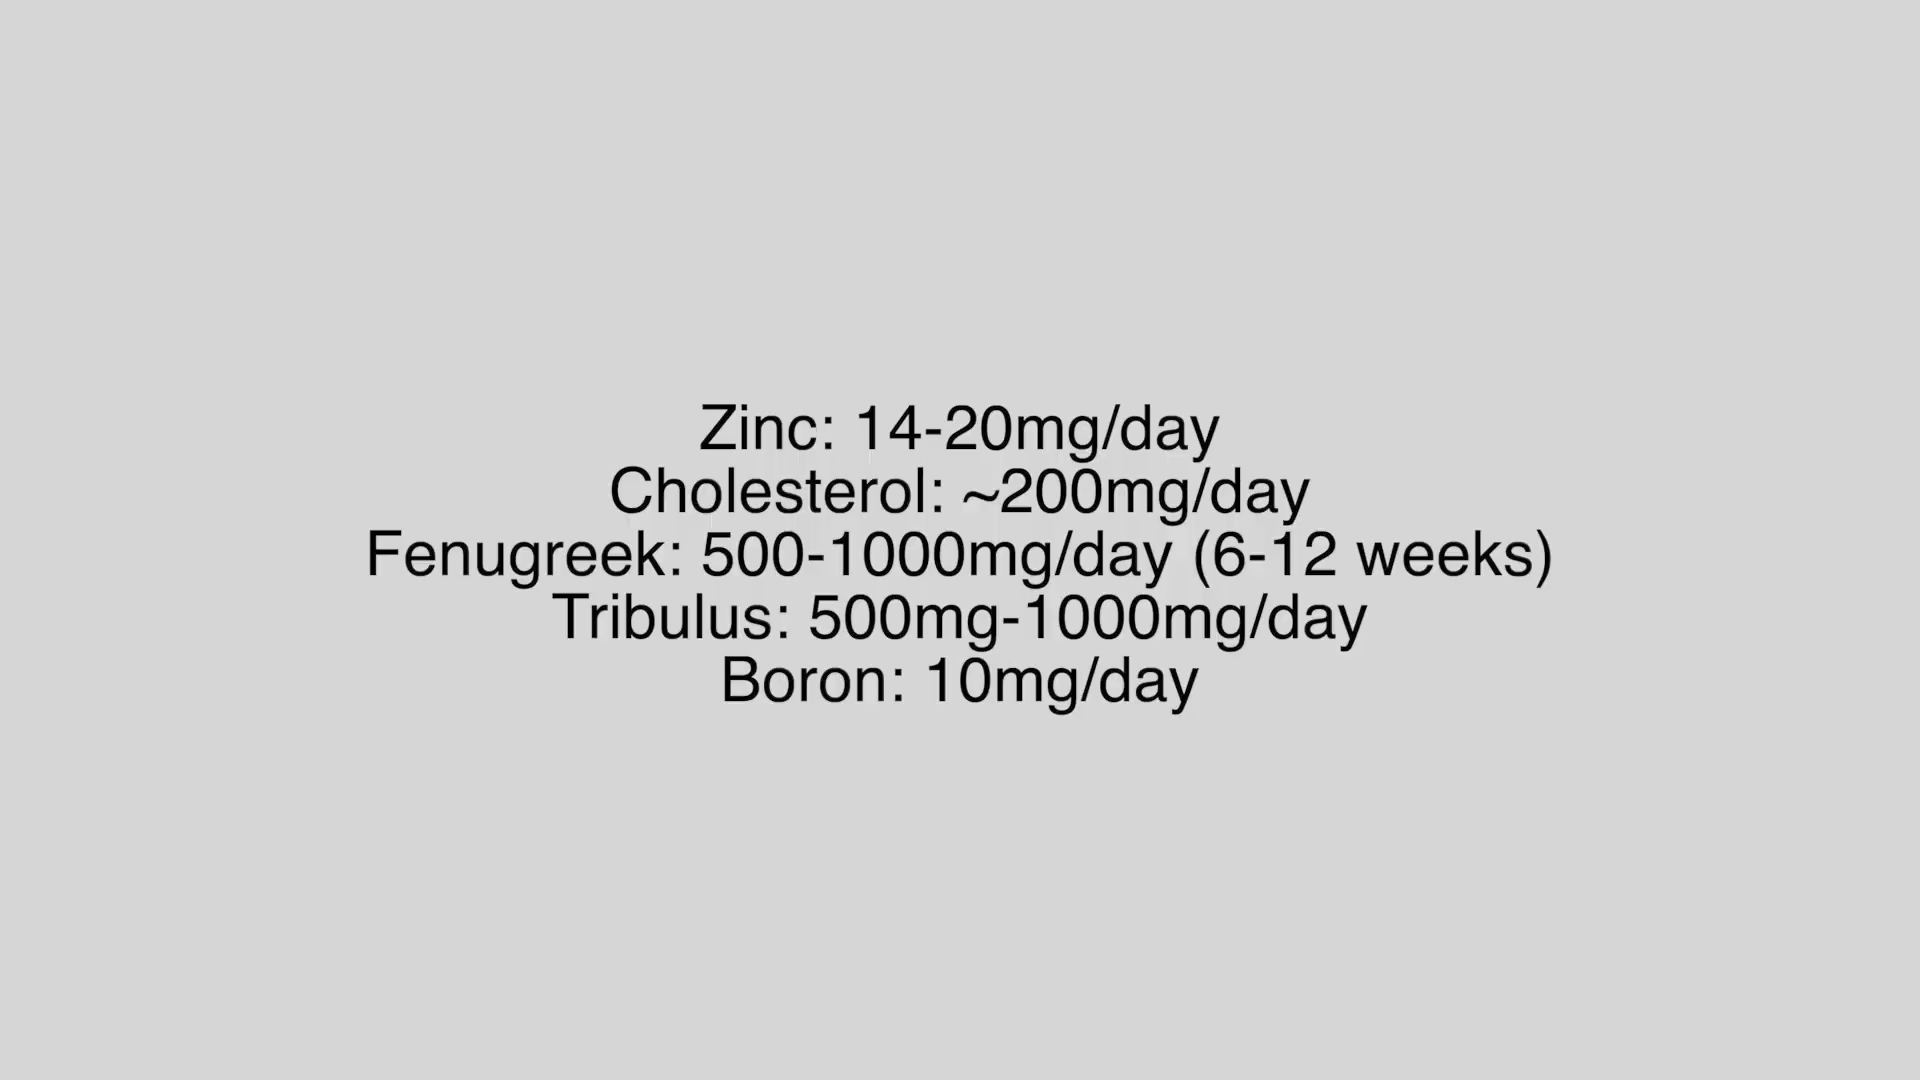 Zinc: 14-20mg/day
Cholesterol: ~200mg/day
Fenugreek: 500-1000mg/day (6-12 weeks)
Tribulus: 500mg-1000mg/day
Boron: 10mg/day